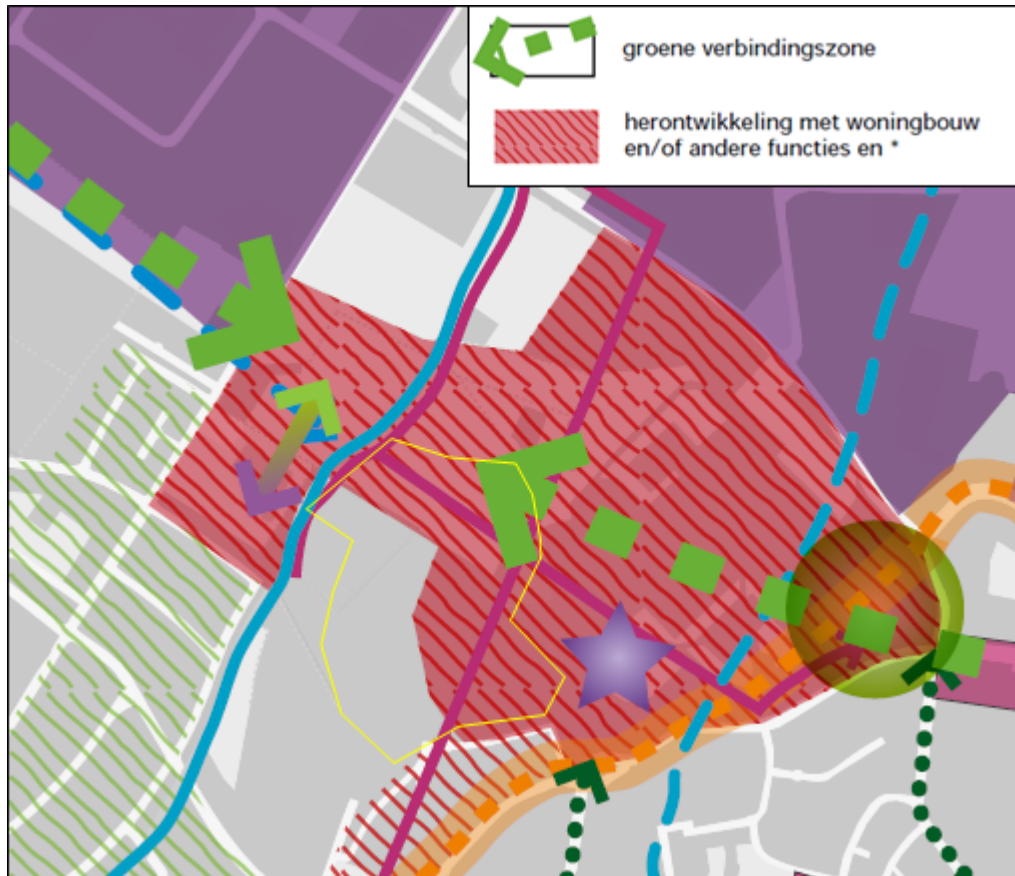 groene verbindingszone
herontwikkeling met woningbouw
en/of andere functies en *